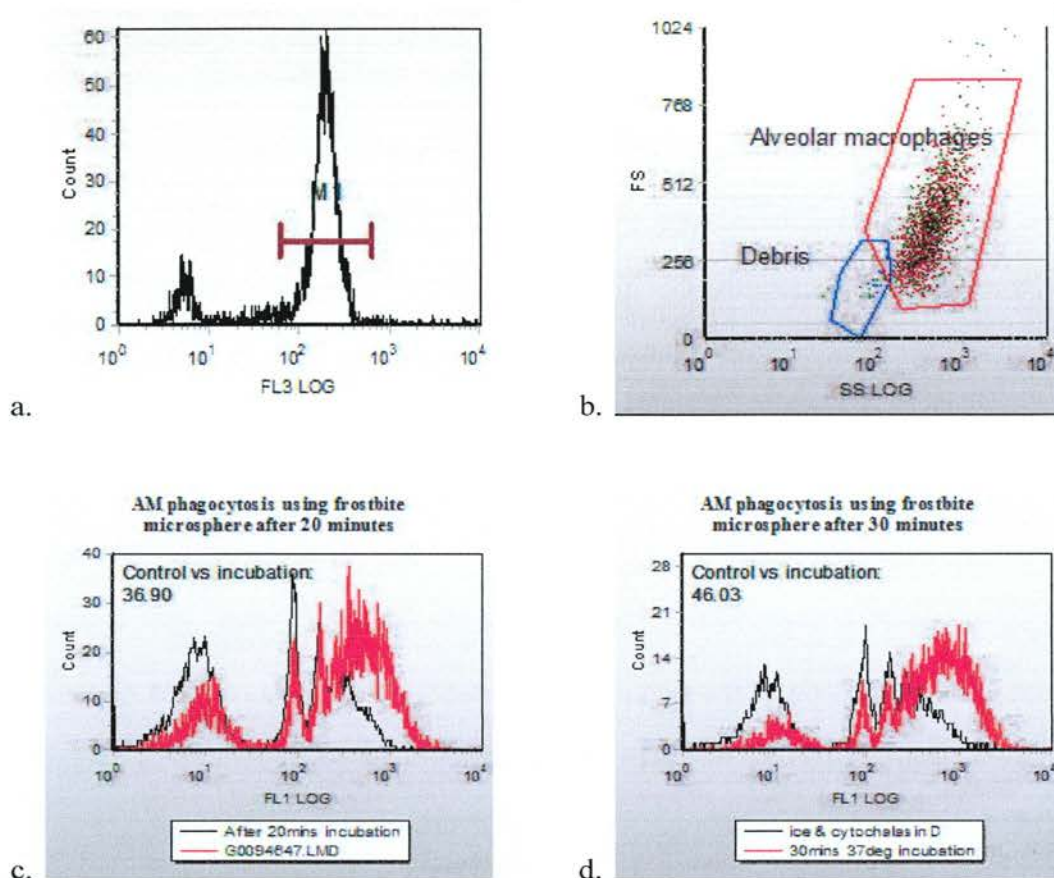 60
50
40
30
20
10
0
Count
M1
10^0 10^1 10^2 10^3 10^4
FL3 LOG
a.
1024
768
512
256
0
FS
Alveolar macrophages
Debris
10^0 10^1 10^2 10^3 10^4
SS LOG
b.
AM phagocytosis using frostbite
microsphere after 20 minutes
40
30
20
10
0
Count
Control vs incubation:
36.90
10^0 10^1 10^2 10^3 10^4
FL1 LOG
After 20mins incubation
G0094647.LMD
c.
AM phagocytosis using frostbite
microsphere after 30 minutes
28
21
14
7
0
Count
Control vs incubation:
46.03
10^0 10^1 10^2 10^3 10^4
FL1 LOG
ice & cytochalasin D
30mins 37deg incubation
d.